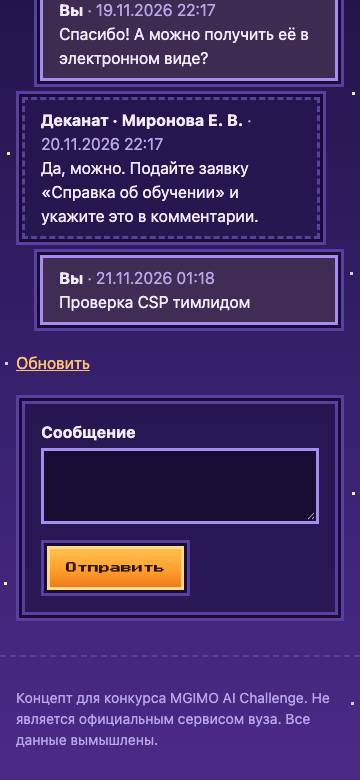 Вы · 19.11.2026 22:17
Спасибо! А можно получить её в
электронном виде?
Деканат · Миронова Е. В. ·
20.11.2026 22:17
Да, можно. Подайте заявку
«Справка об обучении» и
укажите это в комментарии.
Вы · 21.11.2026 01:18
Проверка CSP тимлидом
Обновить
Сообщение
Отправить
Концепт для конкурса MGIMO AI Challenge. Не
является официальным сервисом вуза. Все
данные вымышлены.